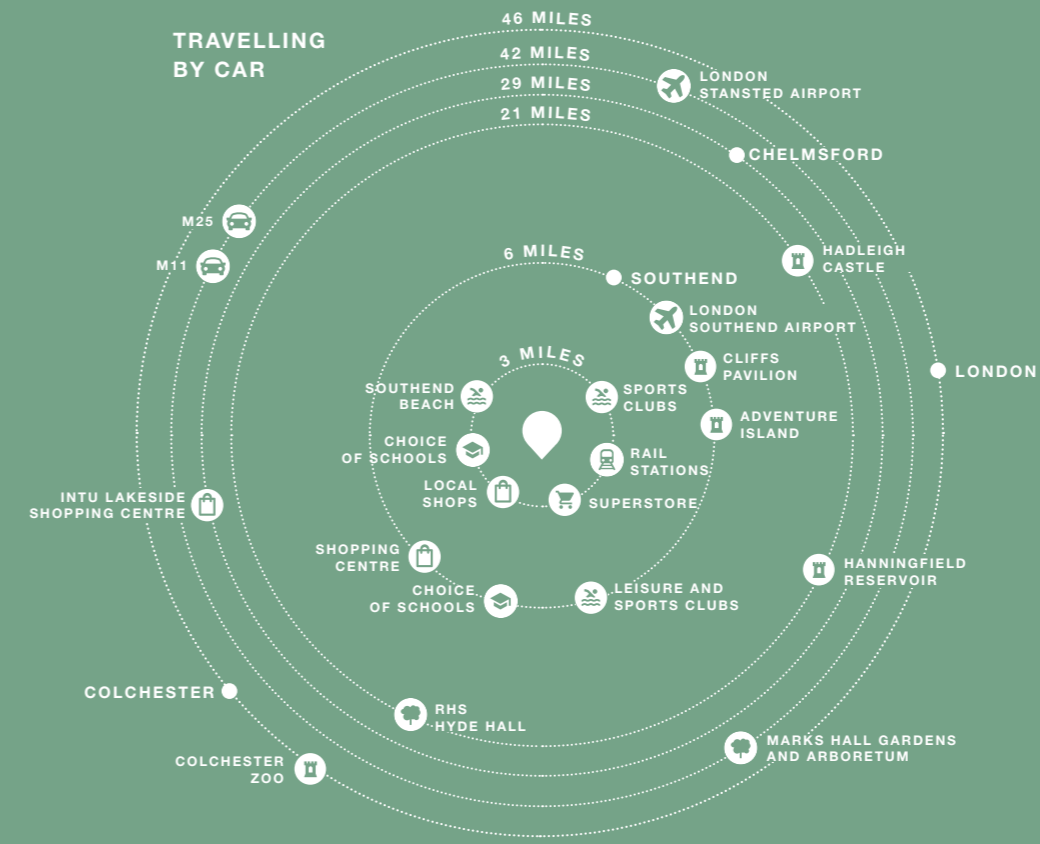 46 MILES
TRAVELLING
BY CAR
42 MILES
29 MILES
21 MILES
LONDON
STANSTED AIRPORT
CHELMSFORD
M25
M11
HADLEIGH
CASTLE
6 MILES
SOUTHEND
LONDON
SOUTHEND AIRPORT
3 MILES
CLIFFS
PAVILION
LONDON
SOUTHEND
BEACH
SPORTS
CLUBS
ADVENTURE
ISLAND
CHOICE
OF SCHOOLS
RAIL
STATIONS
LOCAL
SHOPS
SUPERSTORE
INTU LAKESIDE
SHOPPING CENTRE
SHOPPING
CENTRE
HANNINGFIELD
RESERVOIR
CHOICE
OF SCHOOLS
LEISURE AND
SPORTS CLUBS
COLCHESTER
RHS
HYDE HALL
MARKS HALL GARDENS
AND ARBORETUM
COLCHESTER
ZOO